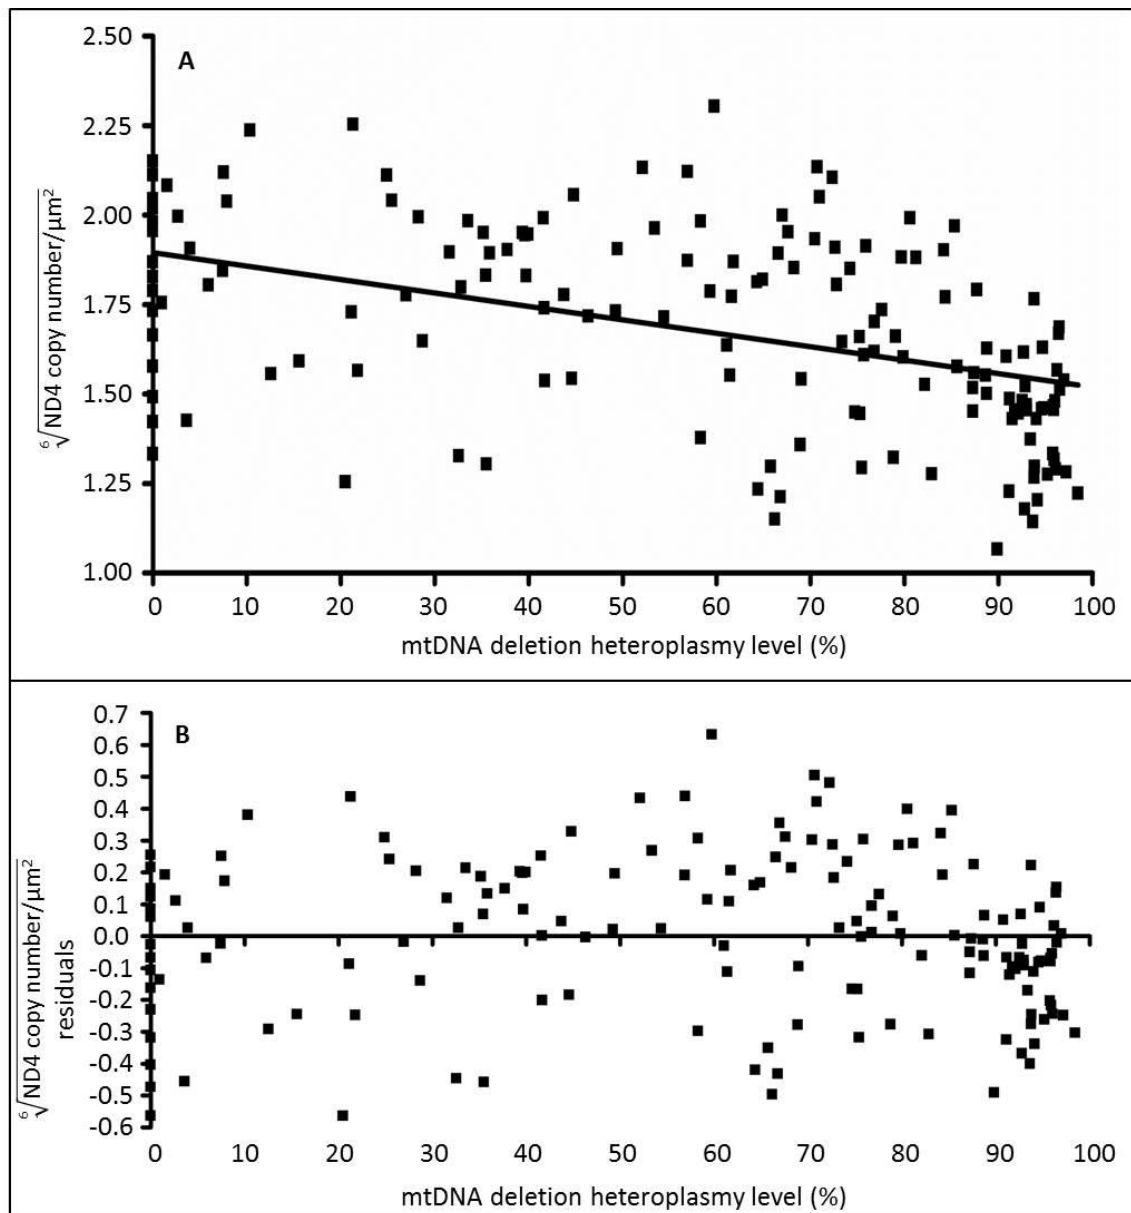 A
2.50
2.25
2.00
1.75
1.50
1.25
1.00
⁶√ND4 copy number/µm²
0 10 20 30 40 50 60 70 80 90 100
mtDNA deletion heteroplasmy level (%)
B
0.7
0.6
0.5
0.4
0.3
0.2
0.1
0.0
-0.1
-0.2
-0.3
-0.4
-0.5
-0.6
⁶√ND4 copy number/µm²
residuals
0 10 20 30 40 50 60 70 80 90 100
mtDNA deletion heteroplasmy level (%)